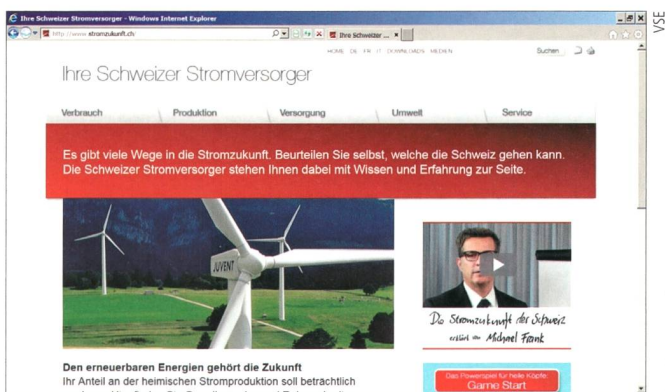 Ihre Schweizer Stromversorger - Windows Internet Explorer
http://www.stromzukunft.ch
Ihre Schweizer ...
VSE
HOME DE FR IT DOWNLOADS MEDIEN
Suchen
Ihre Schweizer Stromversorger
Verbrauch Produktion Versorgung Umwelt Service
Es gibt viele Wege in die Stromzukunft. Beurteilen Sie selbst, welche die Schweiz gehen kann.
Die Schweizer Stromversorger stehen Ihnen dabei mit Wissen und Erfahrung zur Seite.
JUVENT
Die Stromzukunft der Schweiz
erklärt von Michael Frank
Den erneuerbaren Energien gehört die Zukunft
Ihr Anteil an der heimischen Stromproduktion soll beträchtlich
Das Powerspiel für helle Köpfe
Game Start